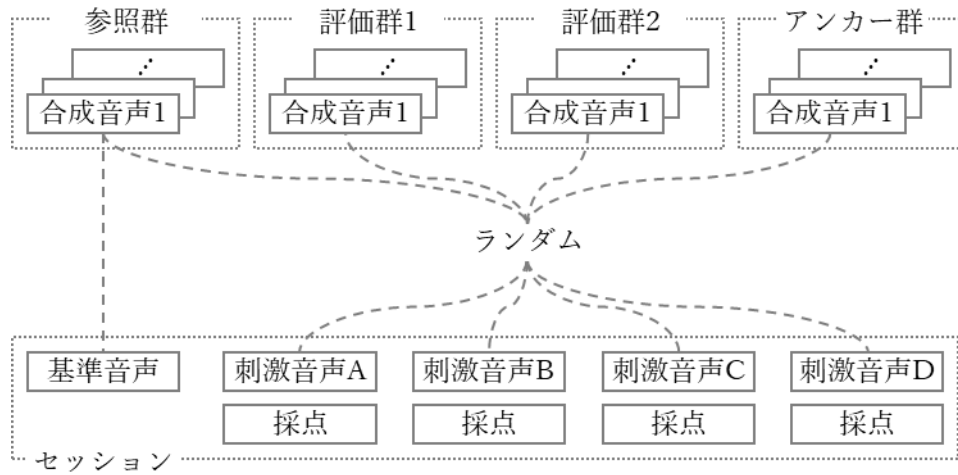 参照群
評価群1
評価群2
アンカー群
合成音声1
合成音声1
合成音声1
合成音声1
ランダム
基準音声
刺激音声A
刺激音声B
刺激音声C
刺激音声D
採点
採点
採点
採点
セッション